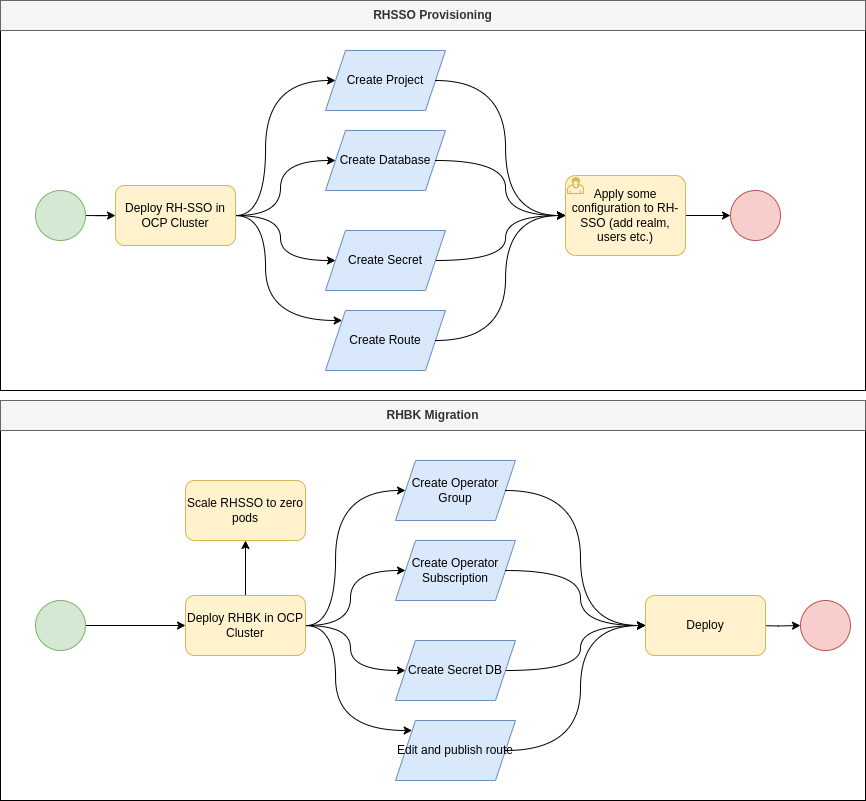 RHSSO Provisioning
Create Project
Create Database
Deploy RH-SSO in
OCP Cluster
Create Secret
Create Route
Apply some
configuration to RH-
SSO (add realm,
users etc.)
RHBK Migration
Scale RHSSO to zero
pods
Deploy RHBK in OCP
Cluster
Create Operator
Group
Create Operator
Subscription
Create Secret DB
Edit and publish route
Deploy